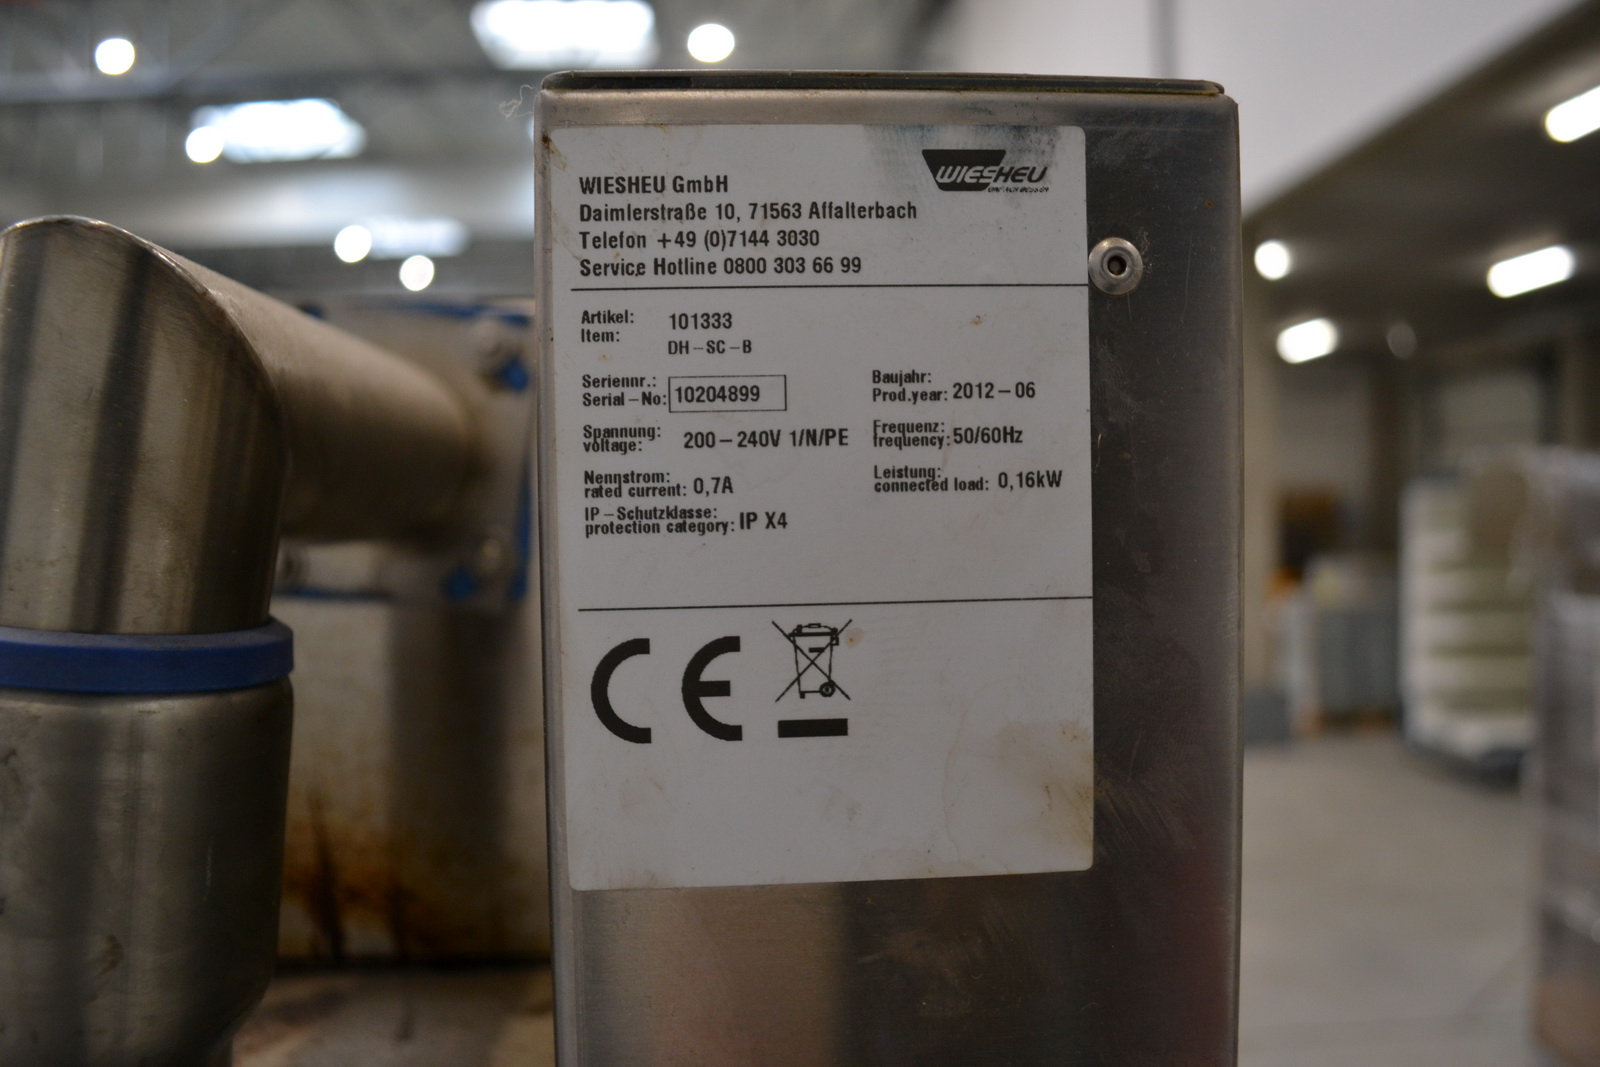 WIESHEU GmbH
Daimlerstraße 10, 71563 Affalterbach
Telefon +49 (0)7144 3030
Service Hotline 0800 303 66 99
WIESHEU
Artikel: 101333
Item: DH-SC-B
Seriennr.:
Serial-No: 10204899
Baujahr:
Prod.year: 2012-06
Spannung:
voltage: 200-240V 1/N/PE
Frequenz:
frequency: 50/60Hz
Nennstrom:
rated current: 0,7A
Leistung:
connected load: 0,16kW
IP-Schutzklasse:
protection category: IP X4
CE